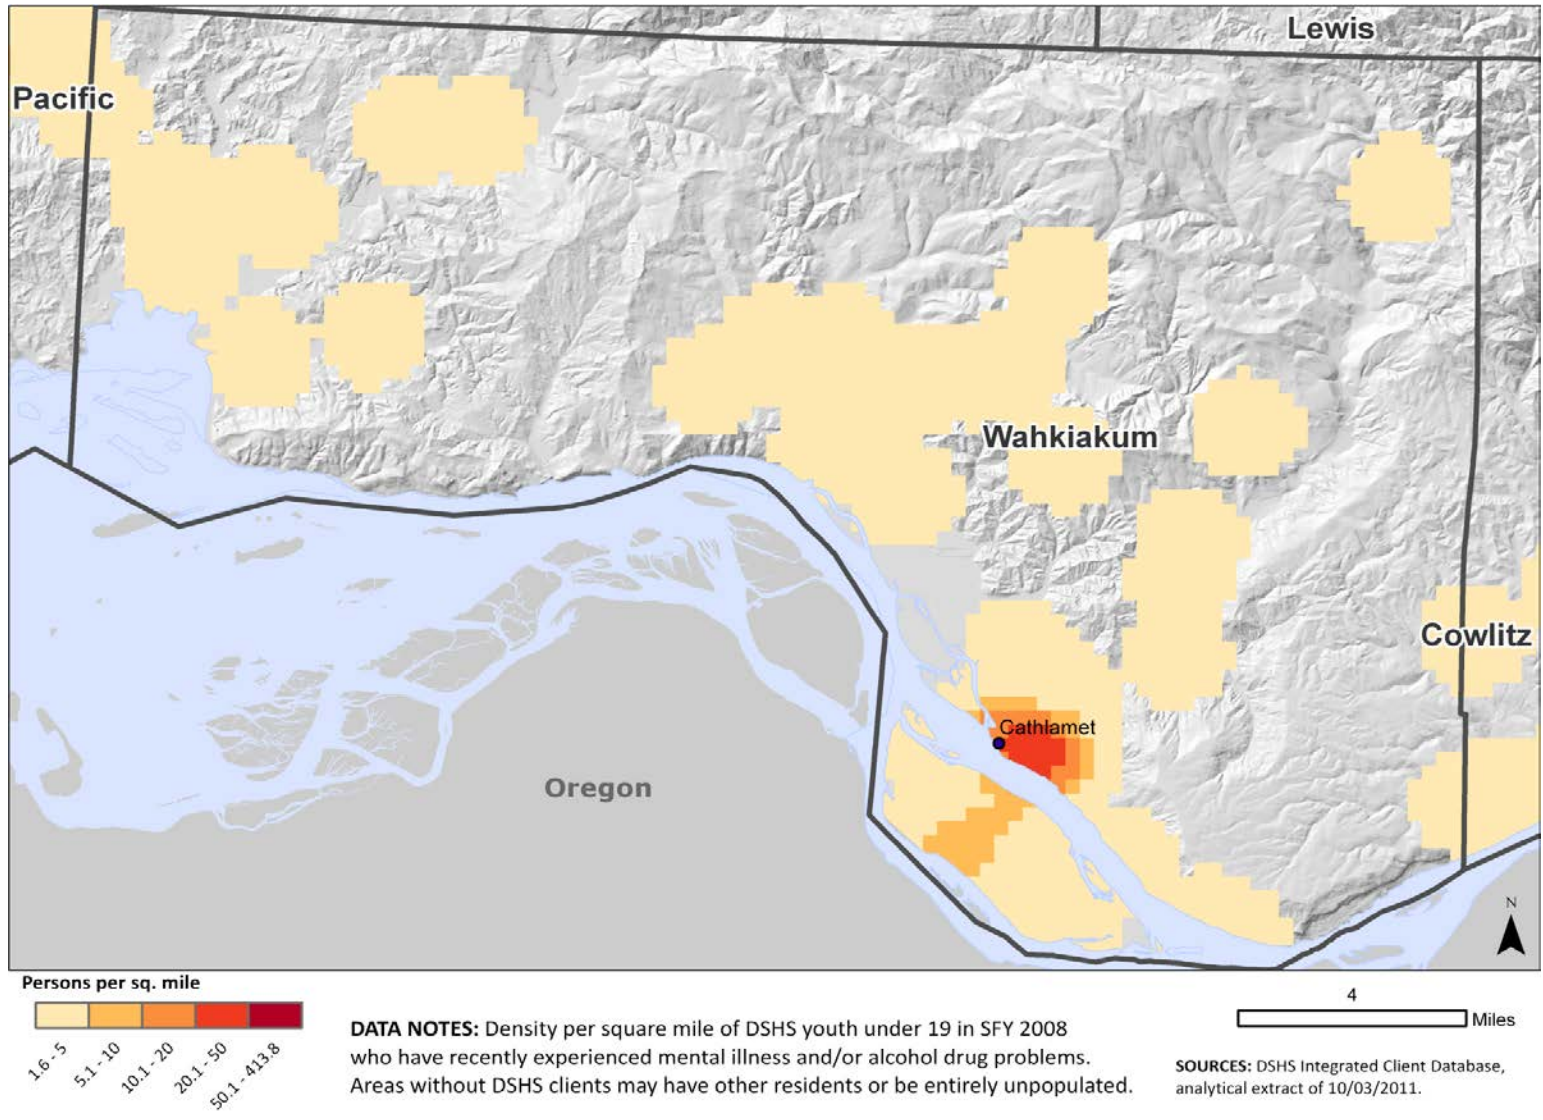 Lewis
Pacific
Wahkiakum
Cowlitz
Cathlamet
Oregon
N
Persons per sq. mile
1.6 - 5
5.1 - 10
10.1 - 20
20.1 - 50
50.1 - 413.8
DATA NOTES: Density per square mile of DSHS youth under 19 in SFY 2008
who have recently experienced mental illness and/or alcohol drug problems.
Areas without DSHS clients may have other residents or be entirely unpopulated.
4
Miles
SOURCES: DSHS Integrated Client Database,
analytical extract of 10/03/2011.